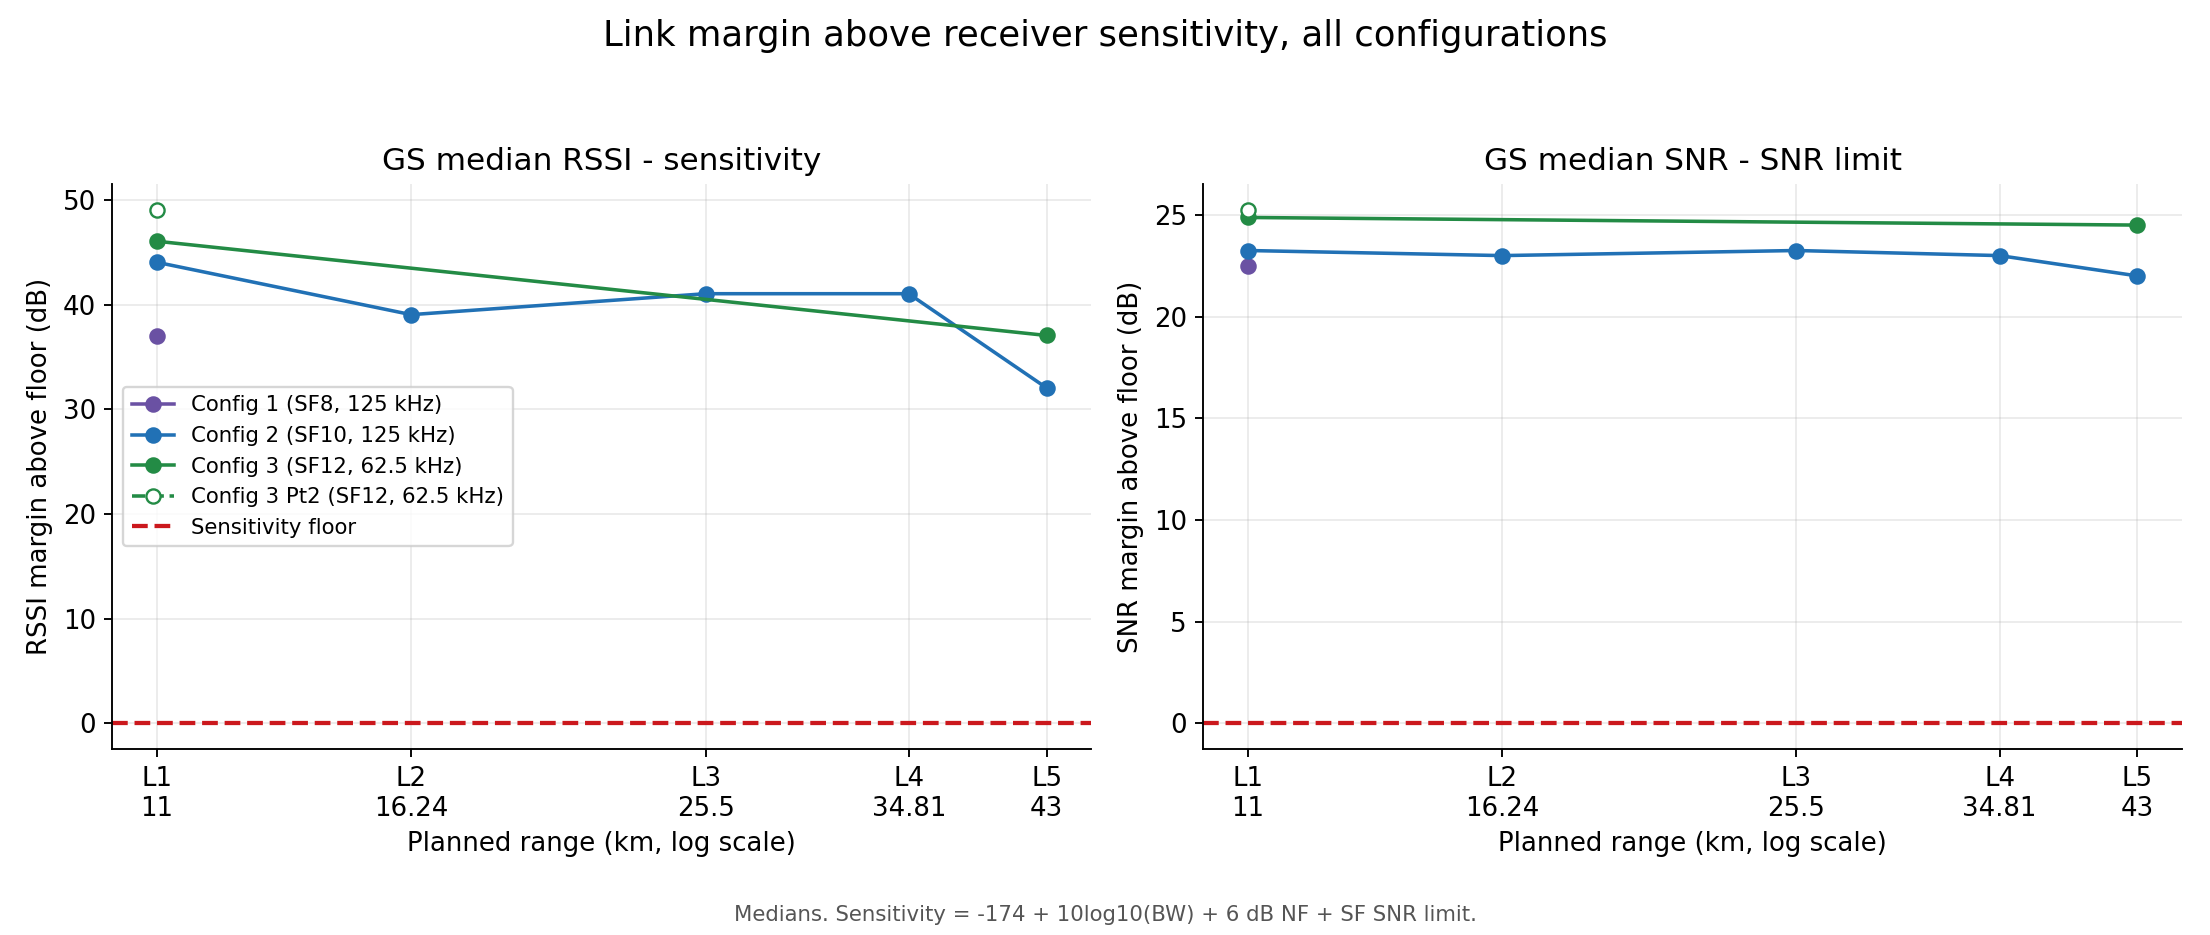 Link margin above receiver sensitivity, all configurations
GS median RSSI - sensitivity
RSSI margin above floor (dB)
50
40
30
20
10
0
Config 1 (SF8, 125 kHz)
Config 2 (SF10, 125 kHz)
Config 3 (SF12, 62.5 kHz)
Config 3 Pt2 (SF12, 62.5 kHz)
Sensitivity floor
L1 L2 L3 L4 L5
11 16.24 25.5 34.81 43
Planned range (km, log scale)
GS median SNR - SNR limit
SNR margin above floor (dB)
25
20
15
10
5
0
L1 L2 L3 L4 L5
11 16.24 25.5 34.81 43
Planned range (km, log scale)
Medians. Sensitivity = -174 + 10log10(BW) + 6 dB NF + SF SNR limit.